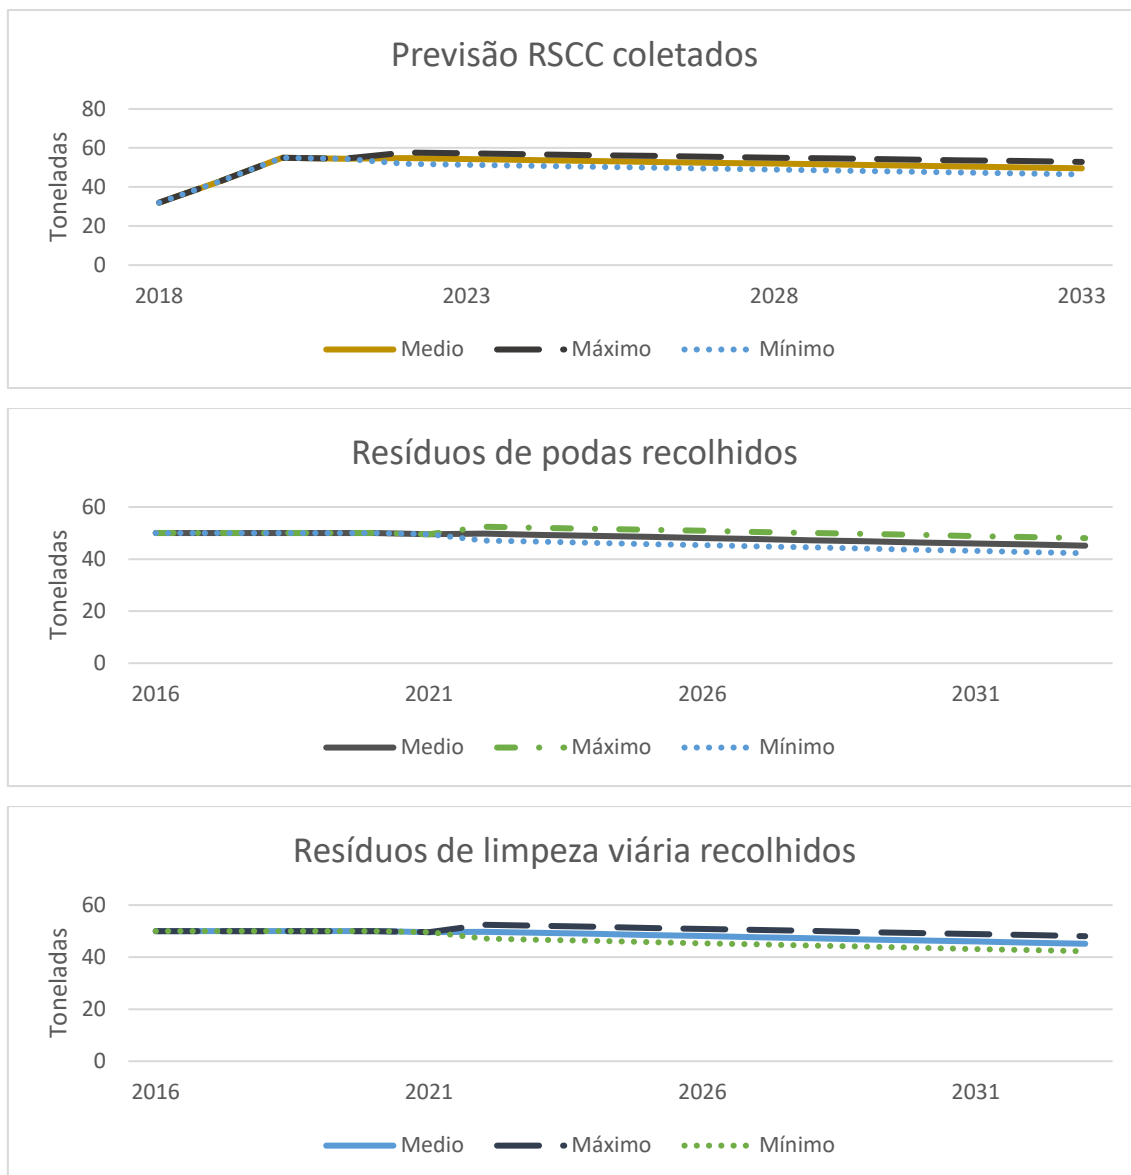 Previsão RSCC coletados
80
60
40
20
0
Toneladas
2018 2023 2028 2033
Medio Máximo Mínimo
Resíduos de podas recolhidos
60
40
20
0
Toneladas
2016 2021 2026 2031
Medio Máximo Mínimo
Resíduos de limpeza viária recolhidos
60
40
20
0
Toneladas
2016 2021 2026 2031
Medio Máximo Mínimo